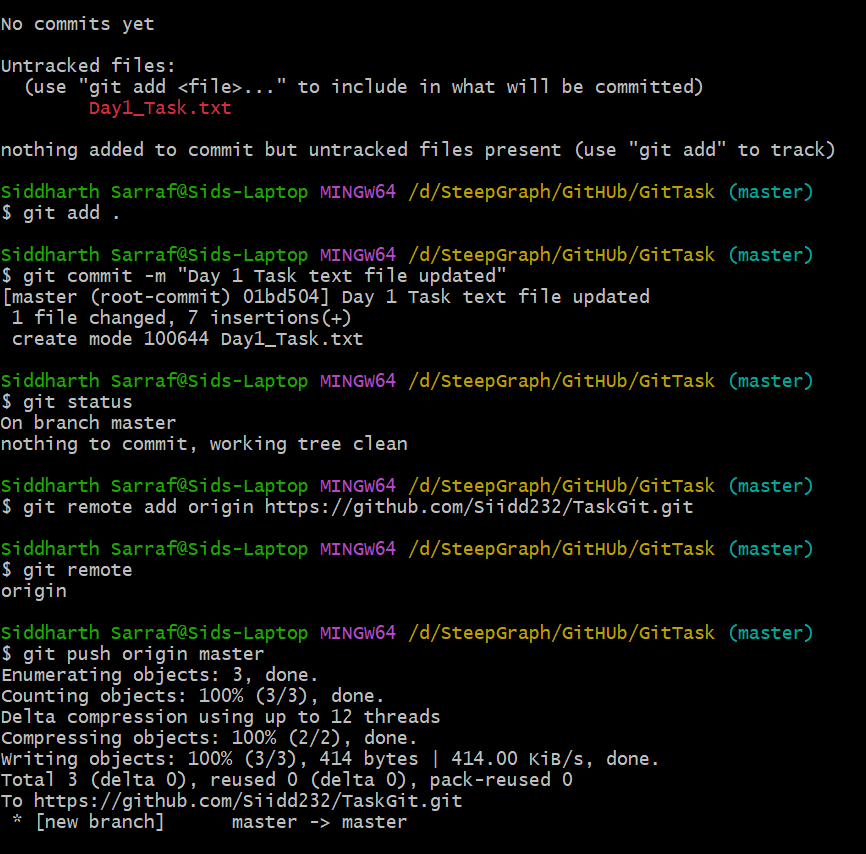 No commits yet
Untracked files:
(use "git add <file>..." to include in what will be committed)
Day1_Task.txt
nothing added to commit but untracked files present (use "git add" to track)
Siddharth Sarraf@Sids-Laptop MINGW64 /d/SteepGraph/GitHUb/GitTask (master)
$ git add .
Siddharth Sarraf@Sids-Laptop MINGW64 /d/SteepGraph/GitHUb/GitTask (master)
$ git commit -m "Day 1 Task text file updated"
[master (root-commit) 01bd504] Day 1 Task text file updated
1 file changed, 7 insertions(+)
create mode 100644 Day1_Task.txt
Siddharth Sarraf@Sids-Laptop MINGW64 /d/SteepGraph/GitHUb/GitTask (master)
$ git status
On branch master
nothing to commit, working tree clean
Siddharth Sarraf@Sids-Laptop MINGW64 /d/SteepGraph/GitHUb/GitTask (master)
$ git remote add origin https://github.com/Siidd232/TaskGit.git
Siddharth Sarraf@Sids-Laptop MINGW64 /d/SteepGraph/GitHUb/GitTask (master)
$ git remote
origin
Siddharth Sarraf@Sids-Laptop MINGW64 /d/SteepGraph/GitHUb/GitTask (master)
$ git push origin master
Enumerating objects: 3, done.
Counting objects: 100% (3/3), done.
Delta compression using up to 12 threads
Compressing objects: 100% (2/2), done.
Writing objects: 100% (3/3), 414 bytes | 414.00 KiB/s, done.
Total 3 (delta 0), reused 0 (delta 0), pack-reused 0
To https://github.com/Siidd232/TaskGit.git
* [new branch]      master -> master